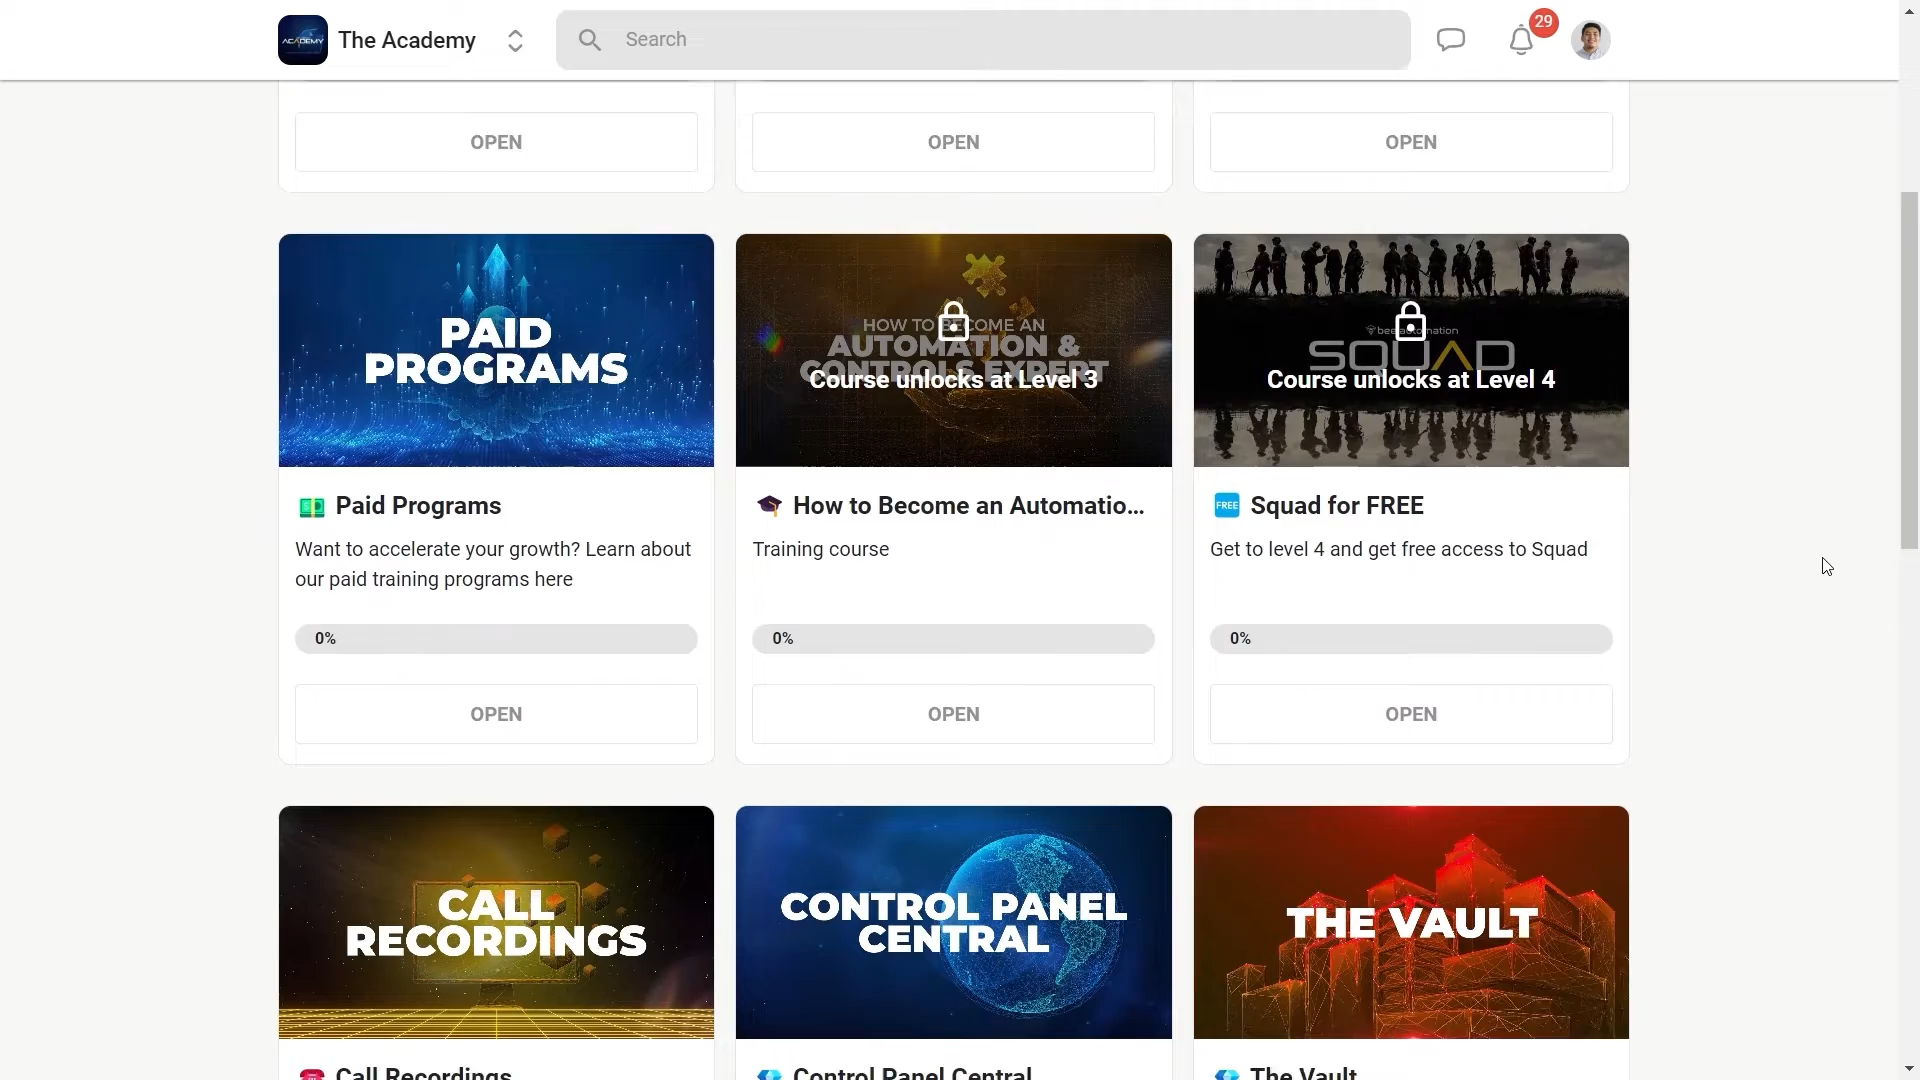 ACADEMY
The Academy
Search
29
OPEN
OPEN
OPEN
PAID
PROGRAMS
HOW TO BECOME AN
AUTOMATION &
CONTROLS EXPERT
Course unlocks at Level 3
beeautomation
SQUAD
Course unlocks at Level 4
Paid Programs
Want to accelerate your growth? Learn about
our paid training programs here
0%
OPEN
How to Become an Automatio...
Training course
0%
OPEN
FREE
Squad for FREE
Get to level 4 and get free access to Squad
0%
OPEN
CALL
RECORDINGS
CONTROL PANEL
CENTRAL
THE VAULT
Call Recordings
Control Panel Central
The Vault